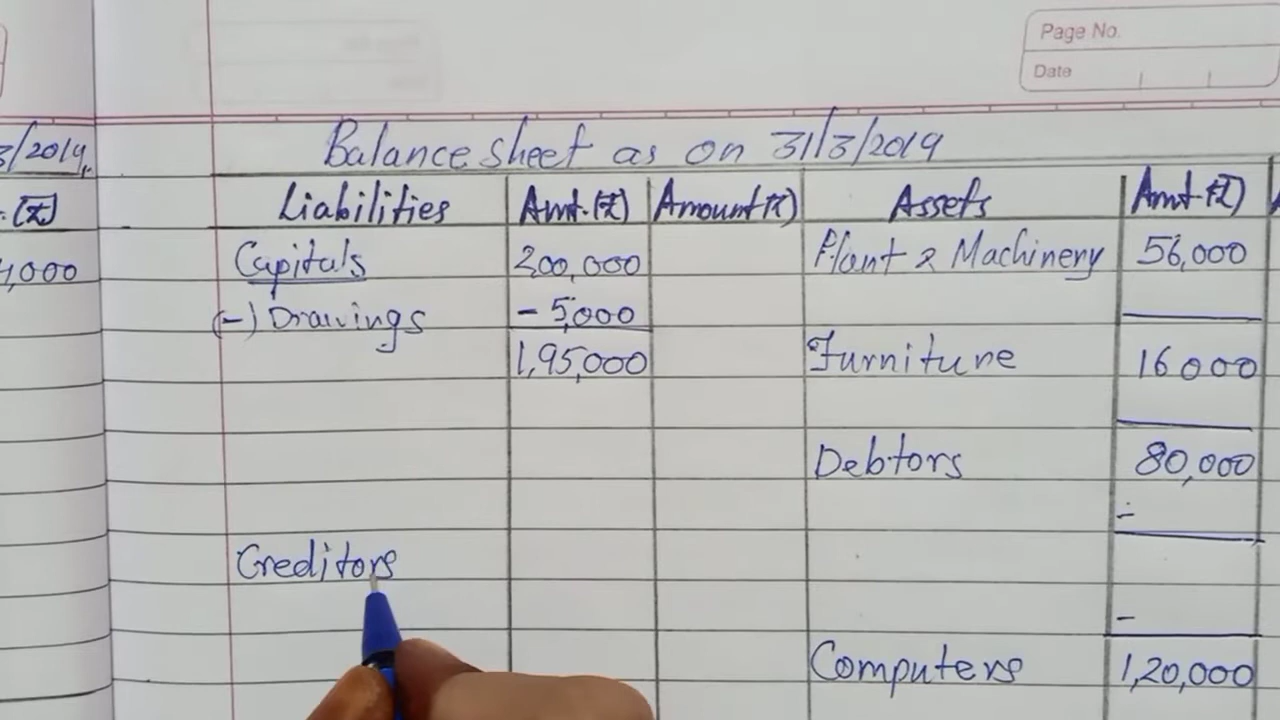 Page No.
Date
3/2019
Balance sheet as on 31/3/2019
Liabilities Amt.(₹) Amount(₹) Assets Amt.(₹)
.(₹)
Capitals 200,000 Plant & Machinery 56,000
,000
(-) Drawings - 5,000
1,95,000 Furniture 16000
Debtors 80,000
-
Creditors
-
Computers 1,20,000